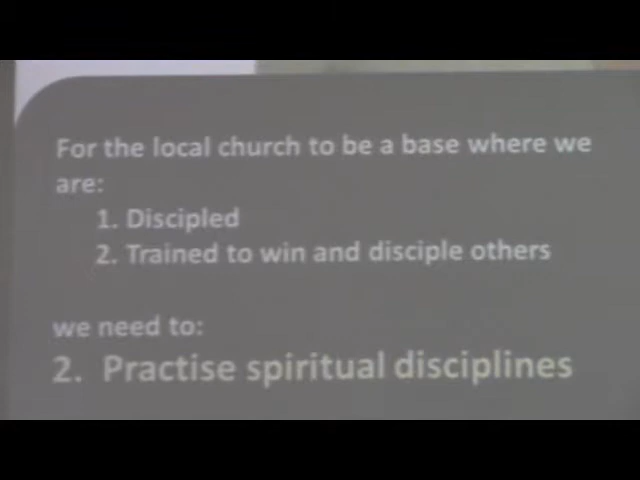 For the local church to be a base where we
are:
1. Discipled
2. Trained to win and disciple others
we need to:
2. Practise spiritual disciplines